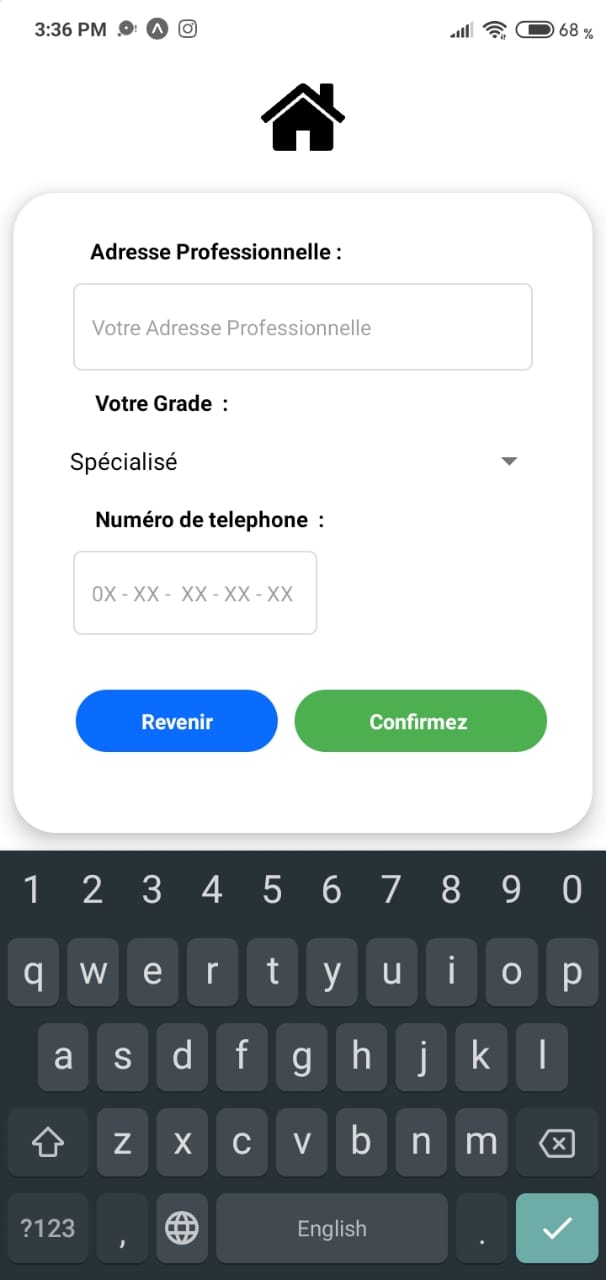 3:36 PM
68 %
Adresse Professionnelle :
Votre Adresse Professionnelle
Votre Grade :
Spécialisé
Numéro de telephone :
0X - XX - XX - XX - XX
Revenir Confirmez
1 2 3 4 5 6 7 8 9 0
q w e r t y u i o p
a s d f g h j k l
z x c v b n m
?123 , English .